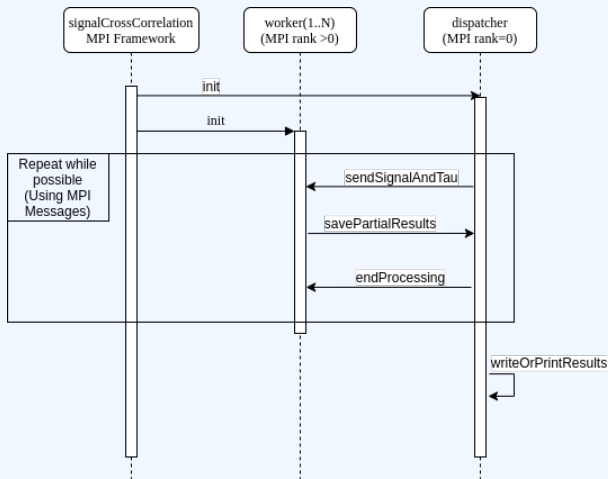 signalCrossCorrelation
MPI Framework
worker(1..N)
(MPI rank >0)
dispatcher
(MPI rank=0)
init
init
Repeat while
possible
(Using MPI
Messages)
sendSignalAndTau
savePartialResults
endProcessing
writeOrPrintResults